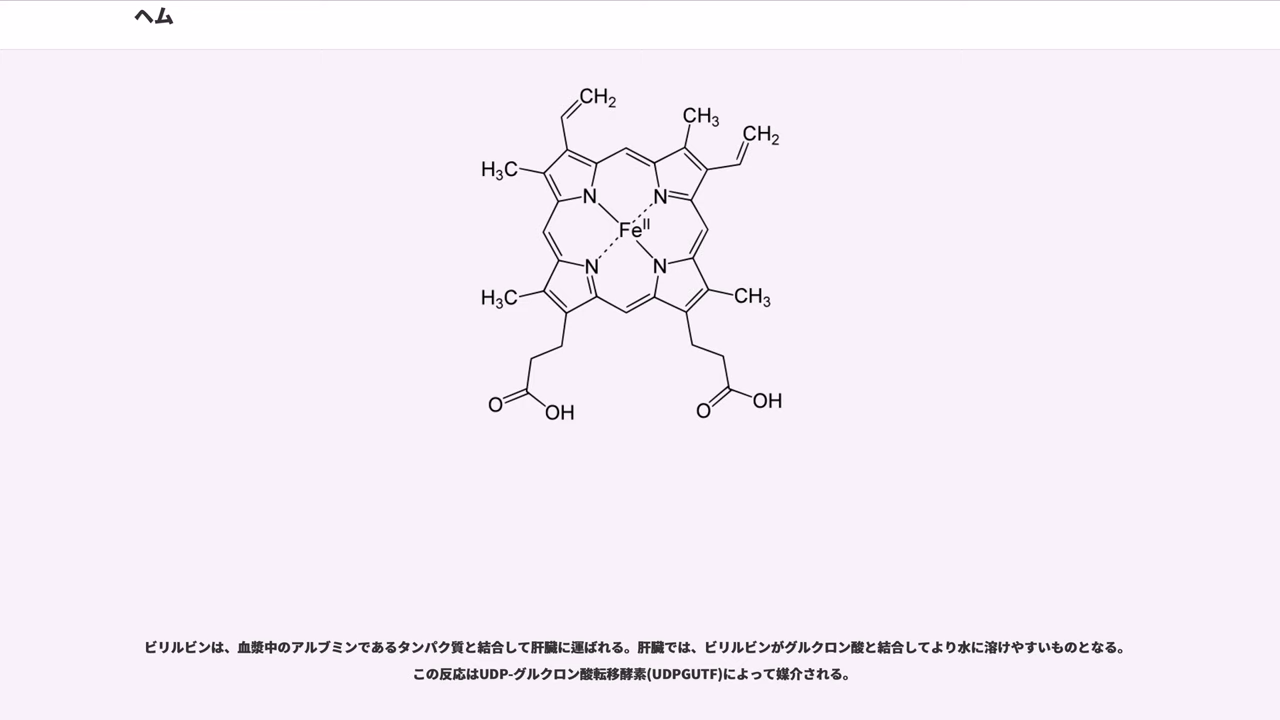 ヘム
CH2
CH3
CH2
H3C
N
N
FeII
N
N
H3C
CH3
O
OH
O
OH
ビリルビンは、血漿中のアルブミンであるタンパク質と結合して肝臓に運ばれる。肝臓では、ビリルビンがグルクロン酸と結合してより水に溶けやすいものとなる。
この反応はUDP-グルクロン酸転移酵素(UDPGUTF)によって媒介される。